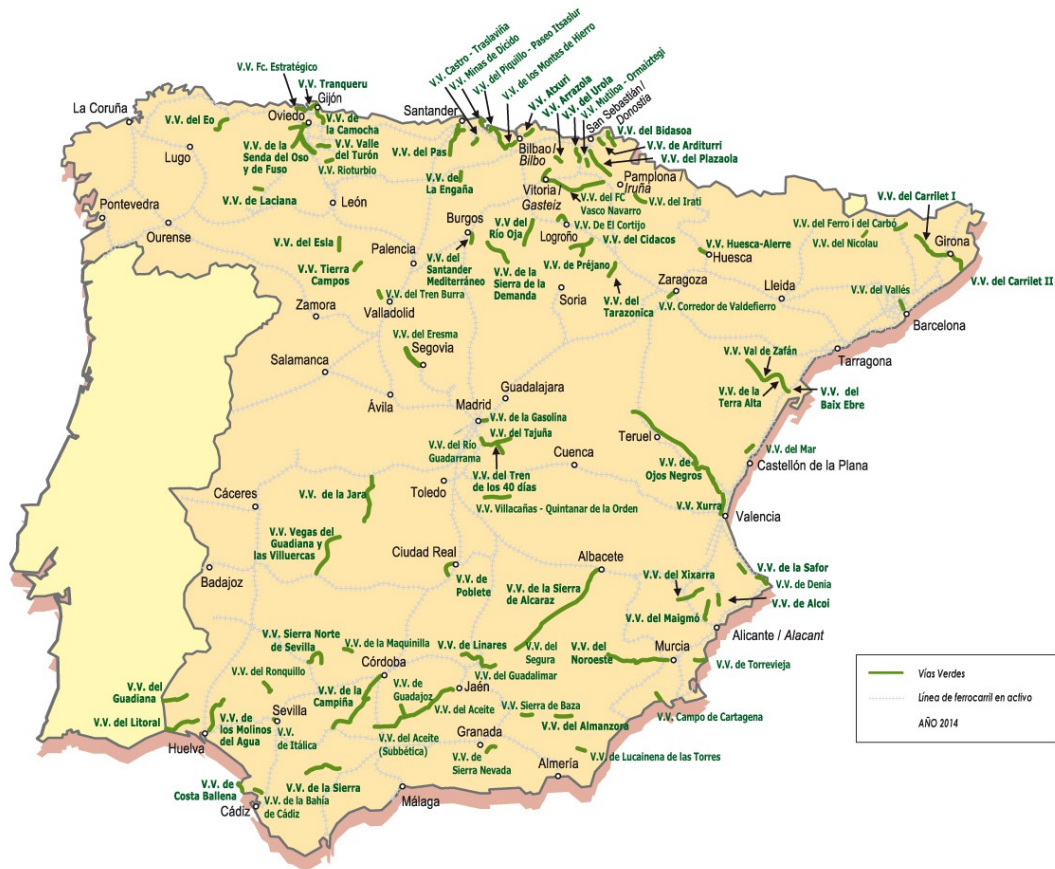 V.V. Fc. Estratégico
V.V. Tranqueru
Gijón
La Coruña
Oviedo
V.V. del Eo
V.V. de
la Camocha
Lugo
V.V. de la
Senda del Oso
y de Fuso
V.V. Valle
del Turón
V.V. Rioturbio
V.V. de Laciana
León
Pontevedra
Ourense
V.V. Castro - Traslaviña
V.V. Minas de Dícido
V.V. del Piquillo - Paseo Itsaslur
V.V. de los Montes de Hierro
V.V. Atxuri
V.V. Arrazola
V.V. del Urola
V.V. Mutiloa - Ormaiztegi
San Sebastián /
Donostia
Santander
V.V. del Pas
Bilbao /
Bilbo
V.V. del Bidasoa
V.V. de Arditurri
V.V. del Plazaola
V.V. de
La Engaña
Vitoria /
Gasteiz
Pamplona /
Iruña
V.V. del FC
Vasco Navarro
V.V. del Irati
Burgos
V.V. del
Río Oja
Logroño
V.V. De El Cortijo
V.V. del Cidacos
V.V. del Esla
Palencia
V.V. del
Santander
Mediterráneo
V.V. de la
Sierra de la
Demanda
V.V. de Préjano
V.V. del
Tarazonica
Soria
V.V. Tierra
Campos
V.V. del Tren Burra
Valladolid
Zamora
V.V. Huesca-Alerre
Huesca
Zaragoza
V.V. Corredor de Valdefierro
Lleida
V.V. del Carrilet I
V.V. del Ferro i del Carbó
V.V. del Nicolau
Girona
V.V. del Carrilet II
V.V. del Vallés
Barcelona
Tarragona
V.V. del Eresma
Segovia
Salamanca
Ávila
Guadalajara
Madrid
V.V. de la Gasolina
V.V. del Tajuña
V.V. del Río
Guadarrama
V.V. del Tren
de los 40 días
Cuenca
Toledo
V.V. Villacañas - Quintanar de la Orden
V.V. Val de Zafán
V.V. de la
Terra Alta
V.V. del
Baix Ebre
Teruel
V.V. de
Ojos Negros
V.V. del Mar
Castellón de la Plana
V.V. Xurra
Valencia
Cáceres
V.V. de la Jara
V.V. Vegas del
Guadiana y
las Villuercas
Badajoz
Ciudad Real
V.V. de
Poblete
Albacete
V.V. de la Sierra
de Alcaraz
V.V. del Xixarra
V.V. de la Safor
V.V. de Denia
V.V. de Alcoi
V.V. del Maigmó
Alicante / Alacant
V.V. Sierra Norte
de Sevilla
V.V. de la Maquinilla
V.V. de Linares
V.V. del
Segura
V.V. del
Noroeste
Murcia
V.V. de Torrevieja
V.V. del Ronquillo
Córdoba
V.V. del Guadalimar
V.V. del
Guadiana
V.V. de la
Campiña
V.V. de
Guadajoz
Jaén
V.V. del Aceite
V.V. Sierra de Baza
V.V. Campo de Cartagena
V.V. del Litoral
V.V. de
los Molinos
del Agua
Sevilla
V.V.
de Itálica
V.V. del Aceite
(Subbética)
Granada
V.V. del Almanzora
Huelva
V.V. de
Sierra Nevada
V.V. de Lucainena de las Torres
Almería
V.V. de
Costa Ballena
V.V. de la Sierra
Málaga
Cádiz
V.V. de la Bahía
de Cádiz
Vías Verdes
Línea de ferrocarril en activo
AÑO 2014